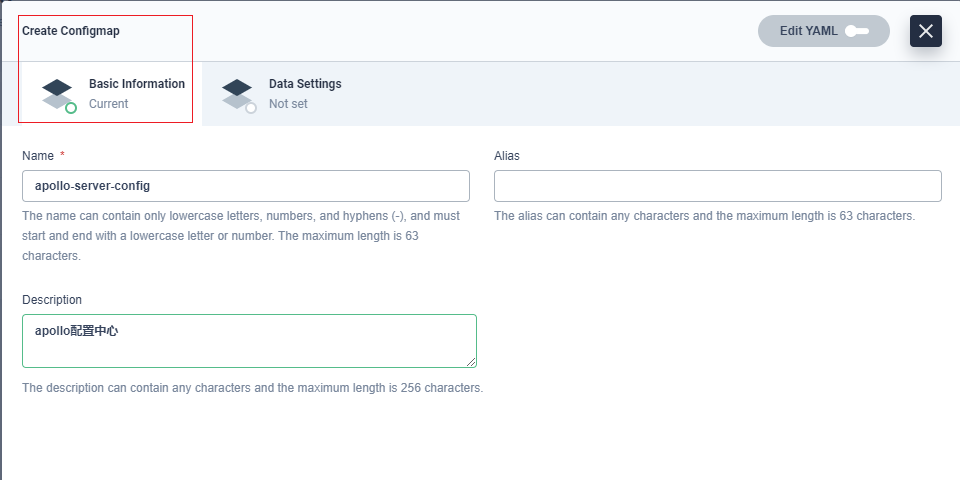 Create Configmap
Edit YAML
Basic Information
Current
Data Settings
Not set
Name *
apollo-server-config
The name can contain only lowercase letters, numbers, and hyphens (-), and must
start and end with a lowercase letter or number. The maximum length is 63
characters.
Alias
The alias can contain any characters and the maximum length is 63 characters.
Description
apollo配置中心
The description can contain any characters and the maximum length is 256 characters.